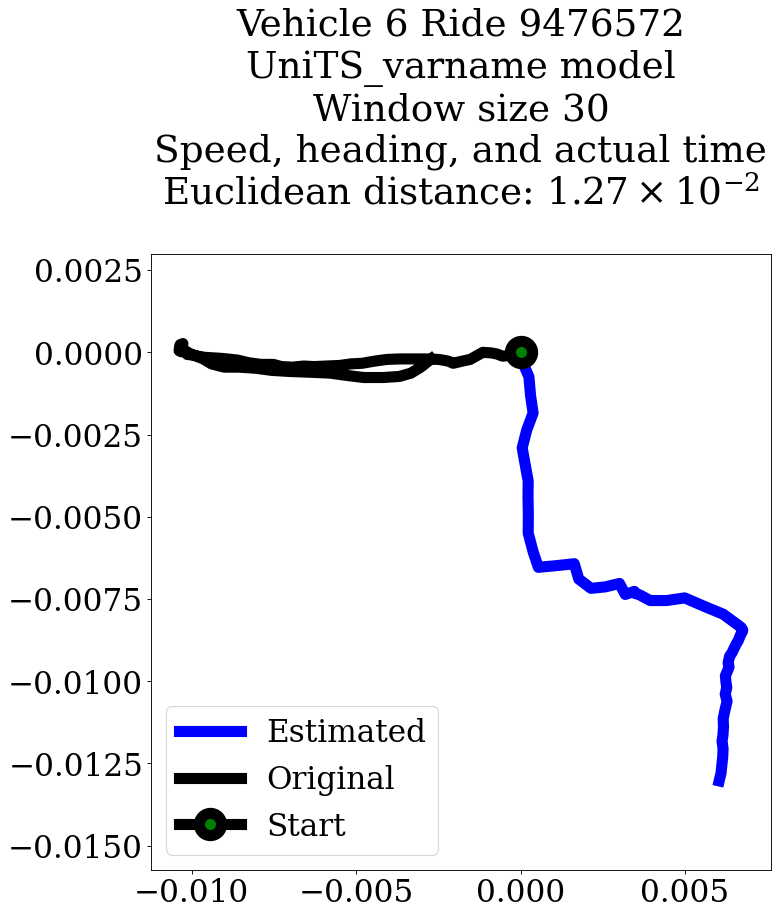 Vehicle 6 Ride 9476572
UniTS_varname model
Window size 30
Speed, heading, and actual time
Euclidean distance: 1.27 × 10⁻²
0.0025
0.0000
−0.0025
−0.0050
−0.0075
−0.0100
−0.0125
−0.0150
Estimated
Original
Start
−0.010 −0.005 0.000 0.005